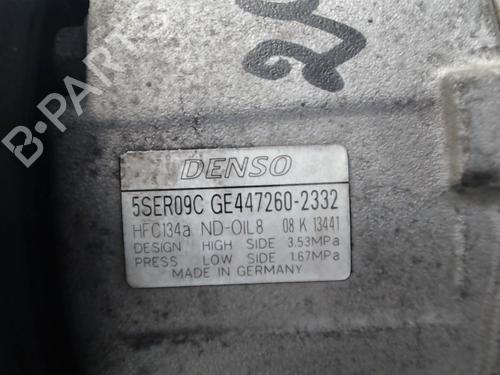 B-PARTS
DENSO
5SER09C GE447260-2332
HFC134a ND-OIL8 08 K 13441
DESIGN HIGH SIDE 3.53MPa
PRESS LOW SIDE 1.67MPa
MADE IN GERMANY